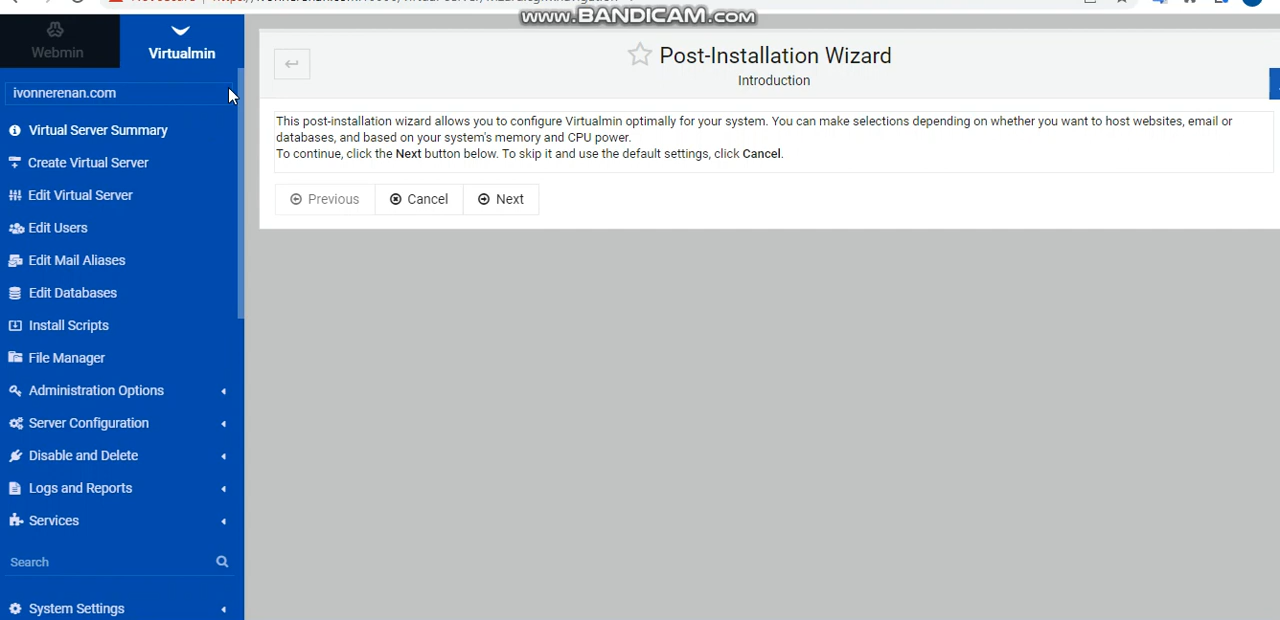 www.BANDICAM.com
Webmin
Virtualmin
ivonnerenan.com
Virtual Server Summary
Create Virtual Server
Edit Virtual Server
Edit Users
Edit Mail Aliases
Edit Databases
Install Scripts
File Manager
Administration Options
Server Configuration
Disable and Delete
Logs and Reports
Services
Search
System Settings
Post-Installation Wizard
Introduction
This post-installation wizard allows you to configure Virtualmin optimally for your system. You can make selections depending on whether you want to host websites, email or
databases, and based on your system's memory and CPU power.
To continue, click the Next button below. To skip it and use the default settings, click Cancel.
Previous Cancel Next